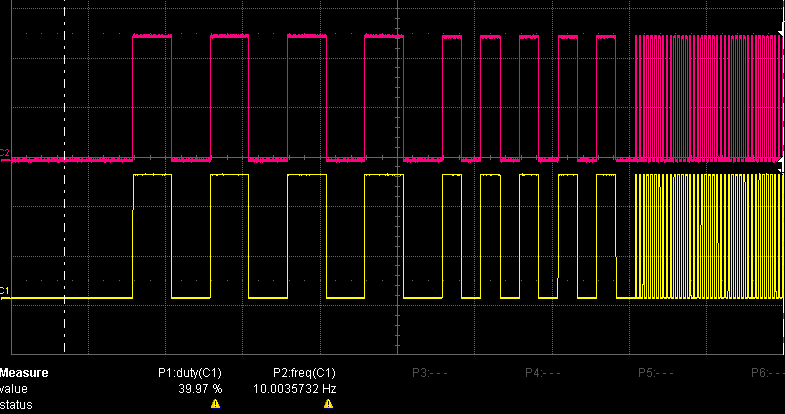 C2
C1
Measure P1:duty(C1) P2:freq(C1) P3:- - - P4:- - - P5:- - - P6:- - -
value 39.97 % 10.0035732 Hz
status